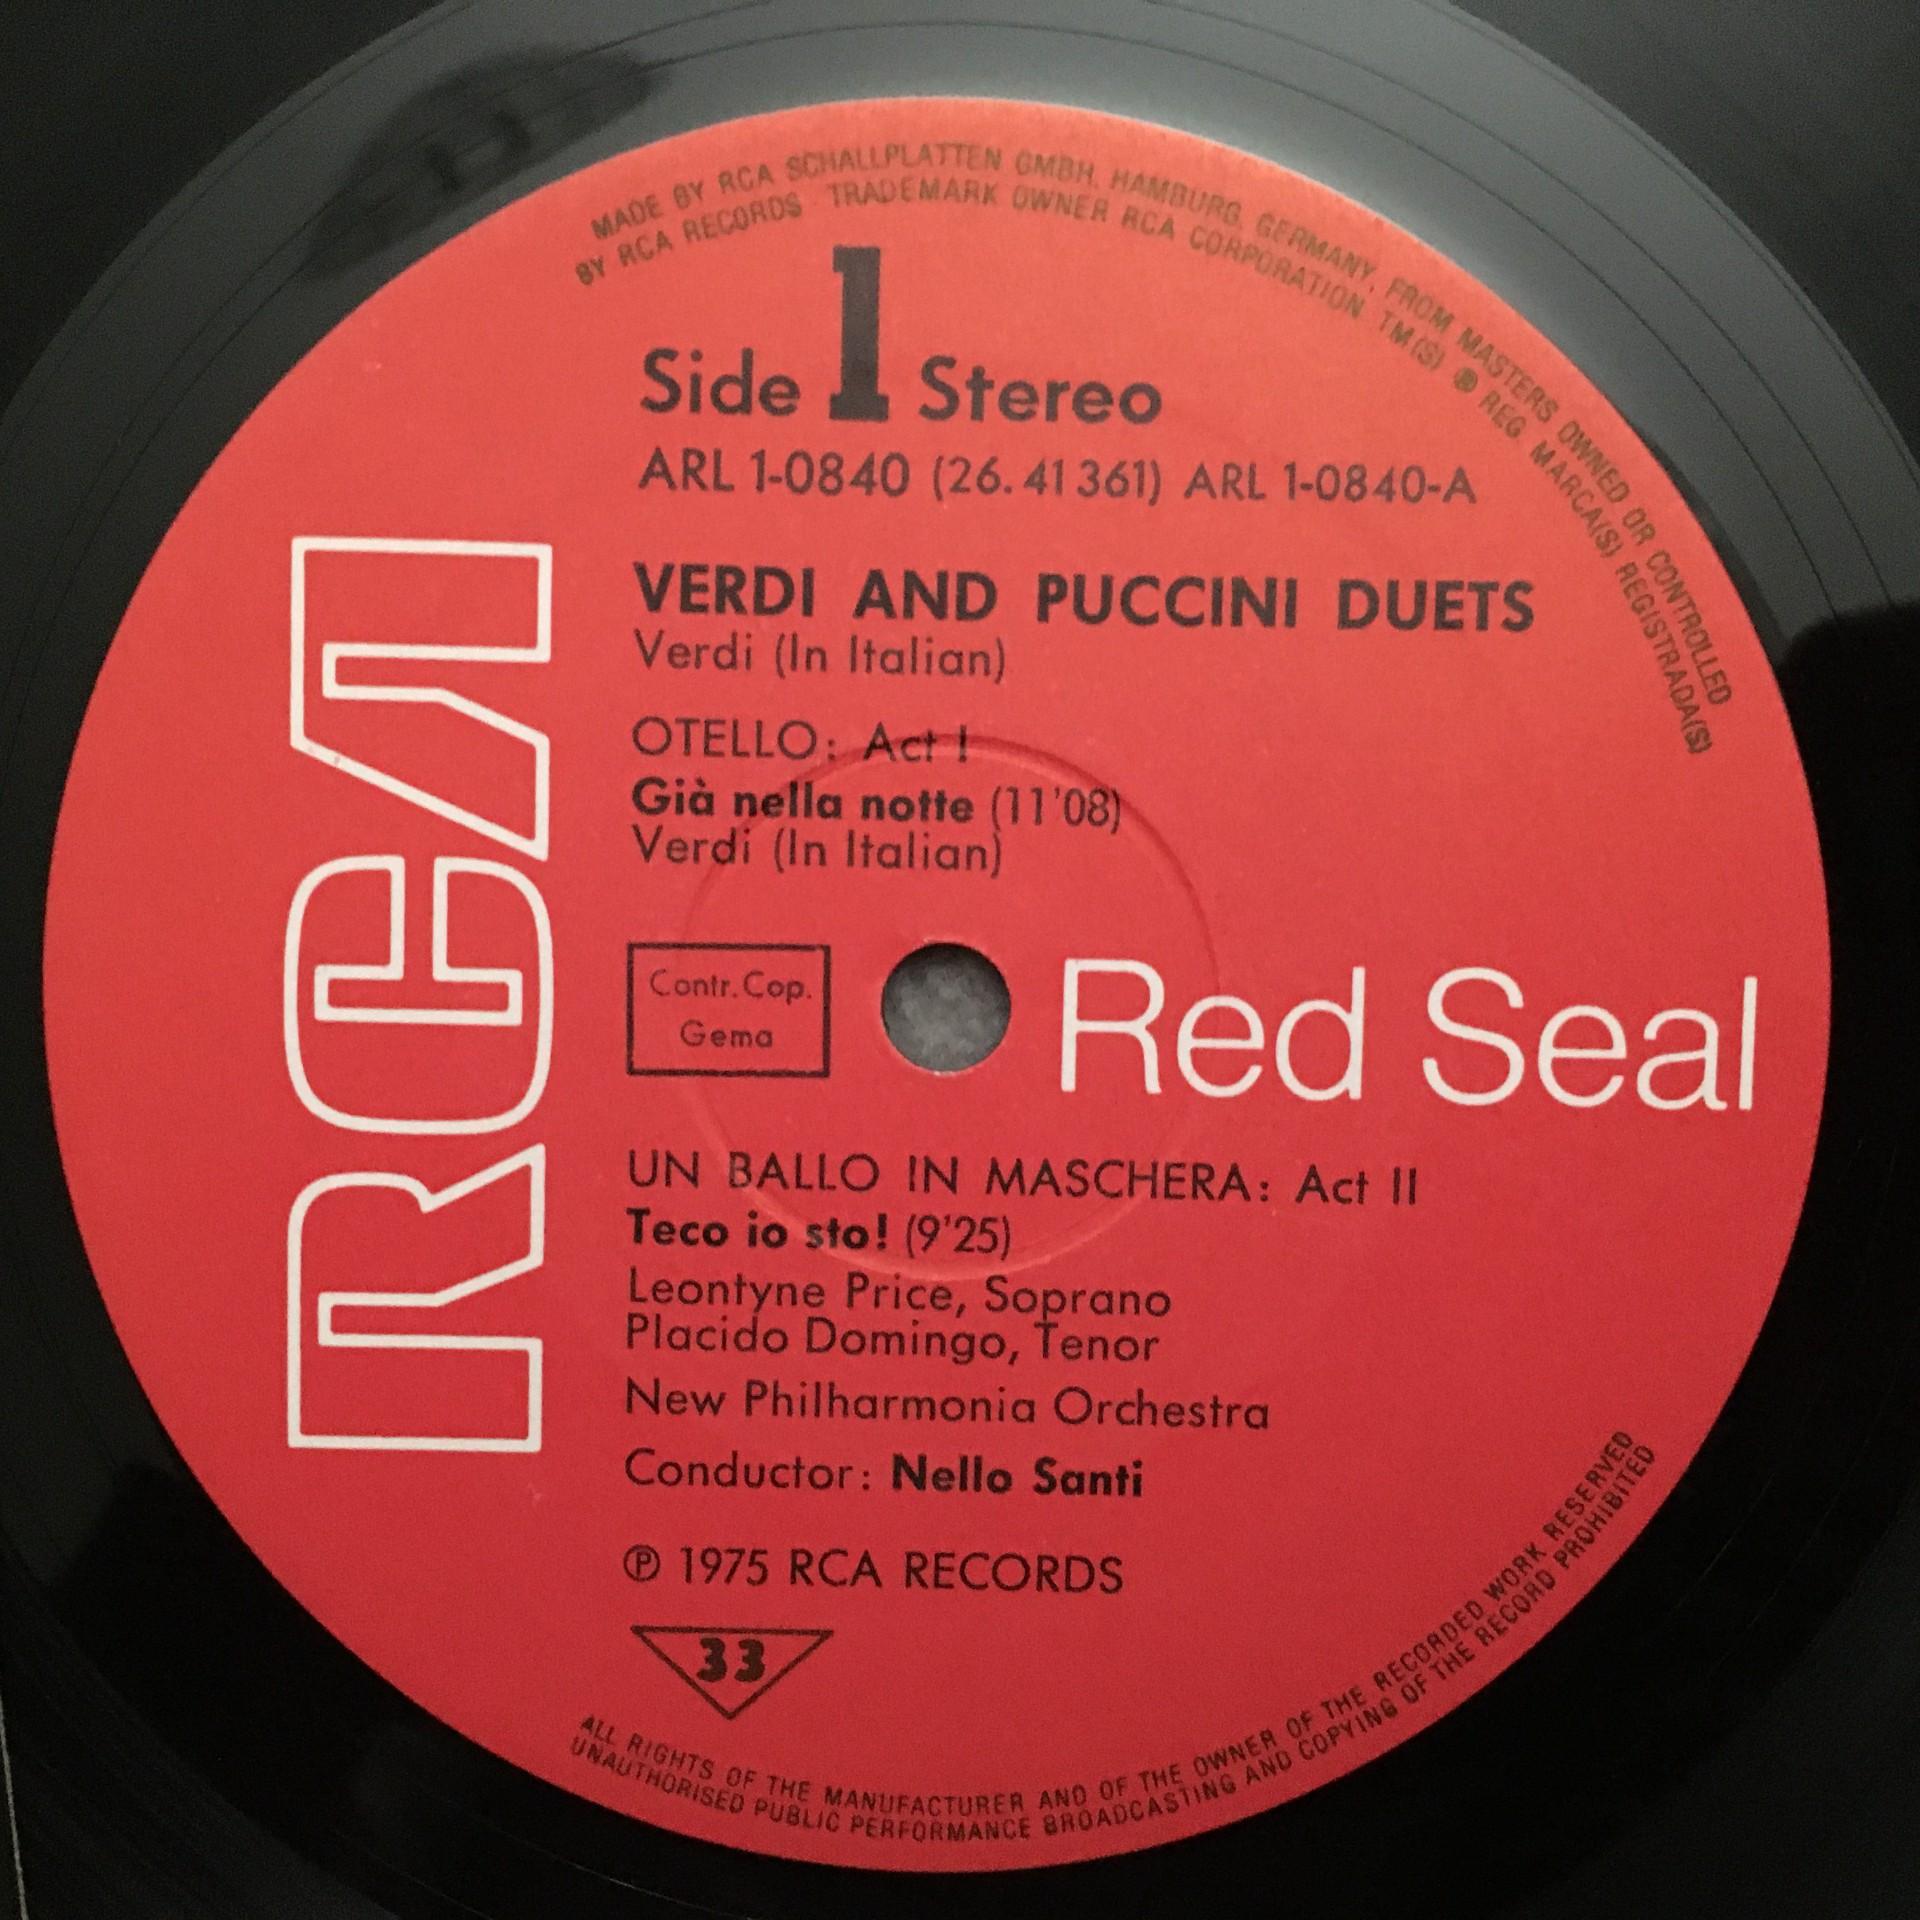 MADE BY RCA SCHALLPLATTEN GMBH, HAMBURG, GERMANY, FROM MASTERS OWNED OR CONTROLLED
BY RCA RECORDS TRADEMARK OWNER RCA CORPORATION TM(S) ® REG MARCA(S) REGISTRADA(S)
Side 1 Stereo
ARL 1-0840 (26.41 361) ARL 1-0840-A
VERDI AND PUCCINI DUETS
Verdi (In Italian)
OTELLO: Act I
Già nella notte (11'08)
Verdi (In Italian)
RCA
Contr. Cop.
Gema
Red Seal
UN BALLO IN MASCHERA: Act II
Teco io sto! (9'25)
Leontyne Price, Soprano
Placido Domingo, Tenor
New Philharmonia Orchestra
Conductor: Nello Santi
℗ 1975 RCA RECORDS
33
ALL RIGHTS OF THE MANUFACTURER AND OF THE OWNER OF THE RECORDED WORK RESERVED
UNAUTHORISED PUBLIC PERFORMANCE BROADCASTING AND COPYING OF THE RECORD PROHIBITED